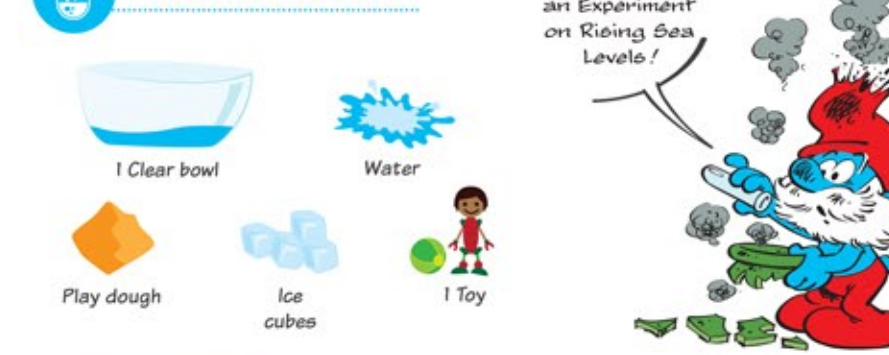 an Experiment
on Rising Sea
Levels!
1 Clear bowl
Water
Play dough
Ice
cubes
1 Toy